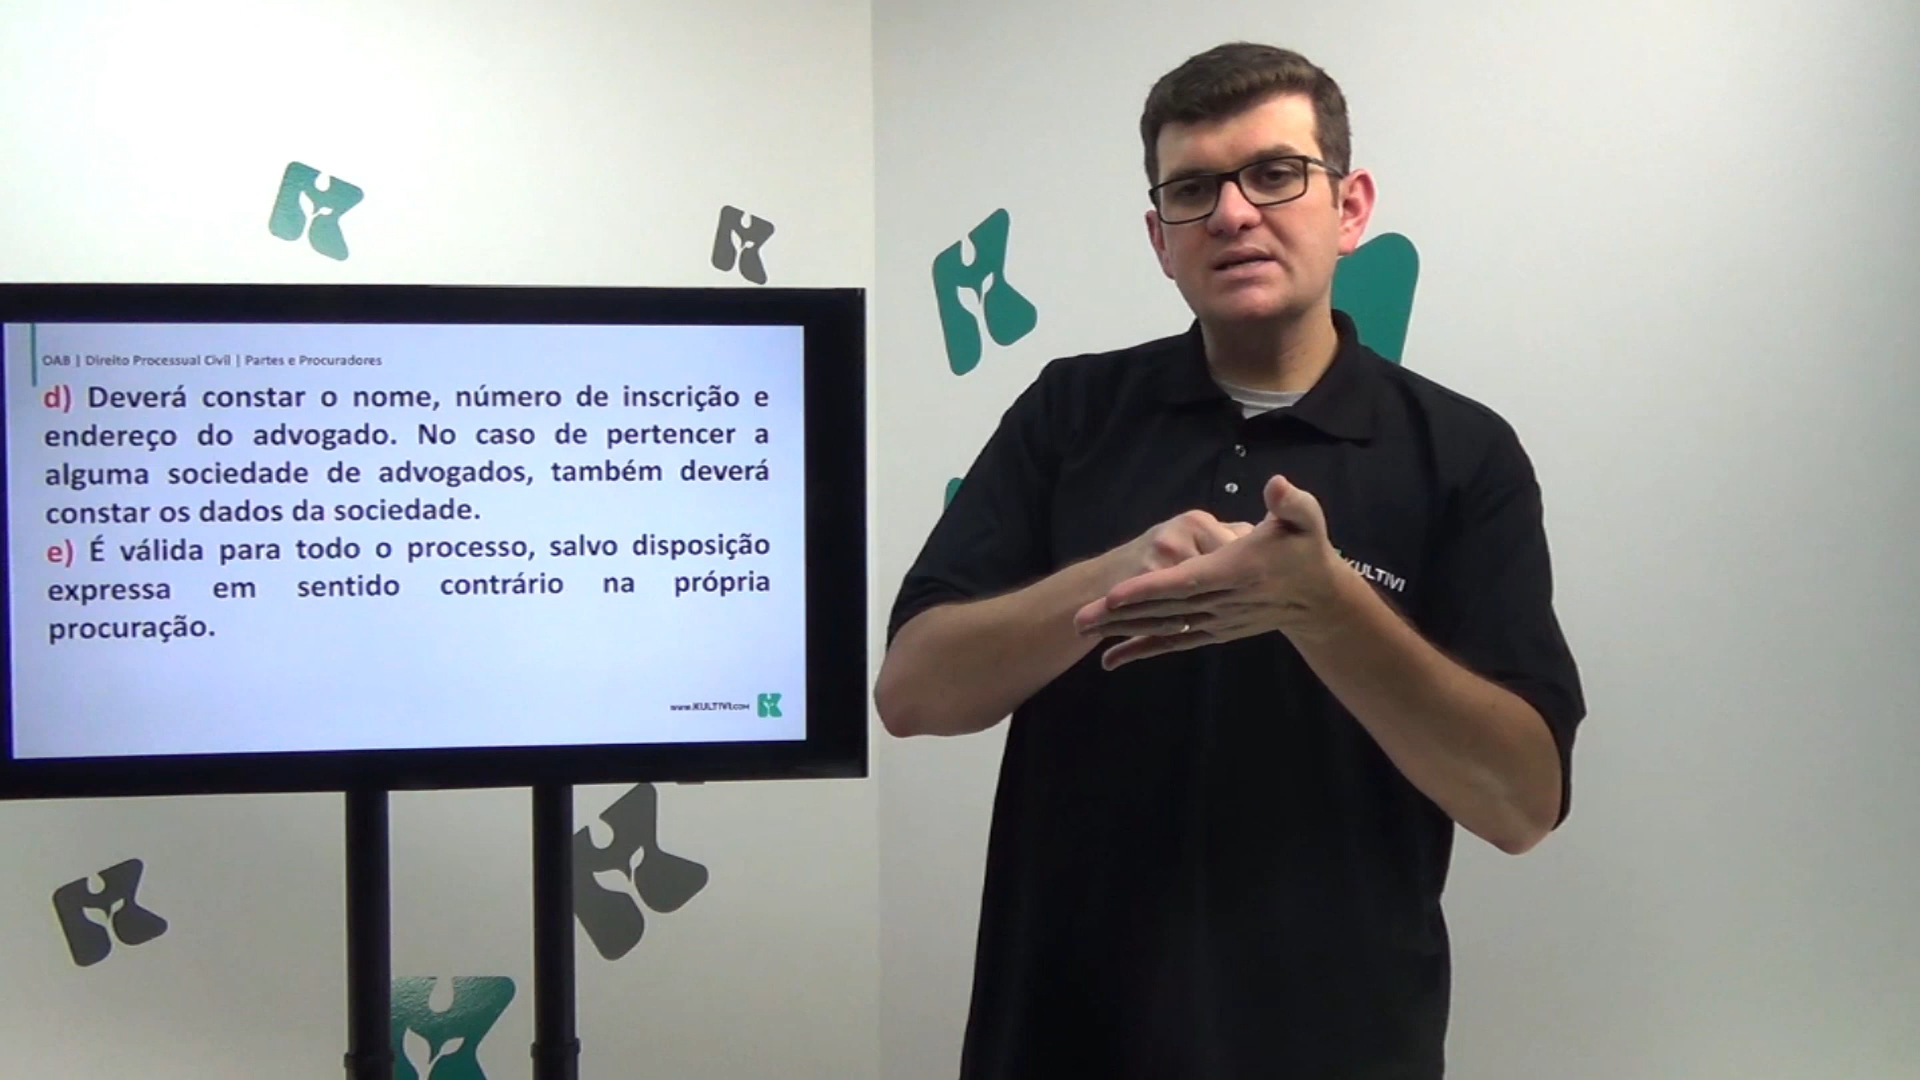 OAB | Direito Processual Civil | Partes e Procuradores
d) Deverá constar o nome, número de inscrição e
endereço do advogado. No caso de pertencer a
alguma sociedade de advogados, também deverá
constar os dados da sociedade.
e) É válida para todo o processo, salvo disposição
expressa em sentido contrário na própria
procuração.
www.KULTIVI.COM
KULTIVI